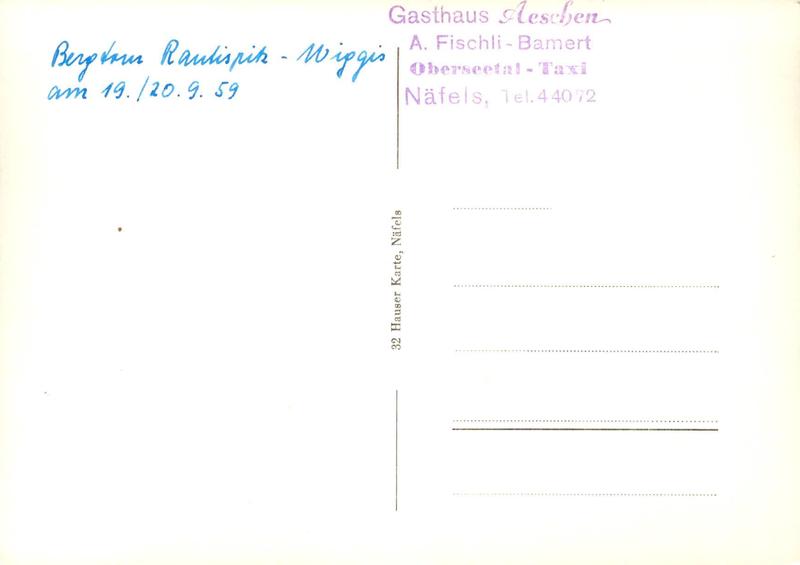 Bergtour Rautispitz - Wiggis
am 19./20.9.59
Gasthaus Aeschen
A. Fischli-Bamert
Oberseetal-Taxi
Näfels, Tel. 44072
32 Hauser Karte, Näfels